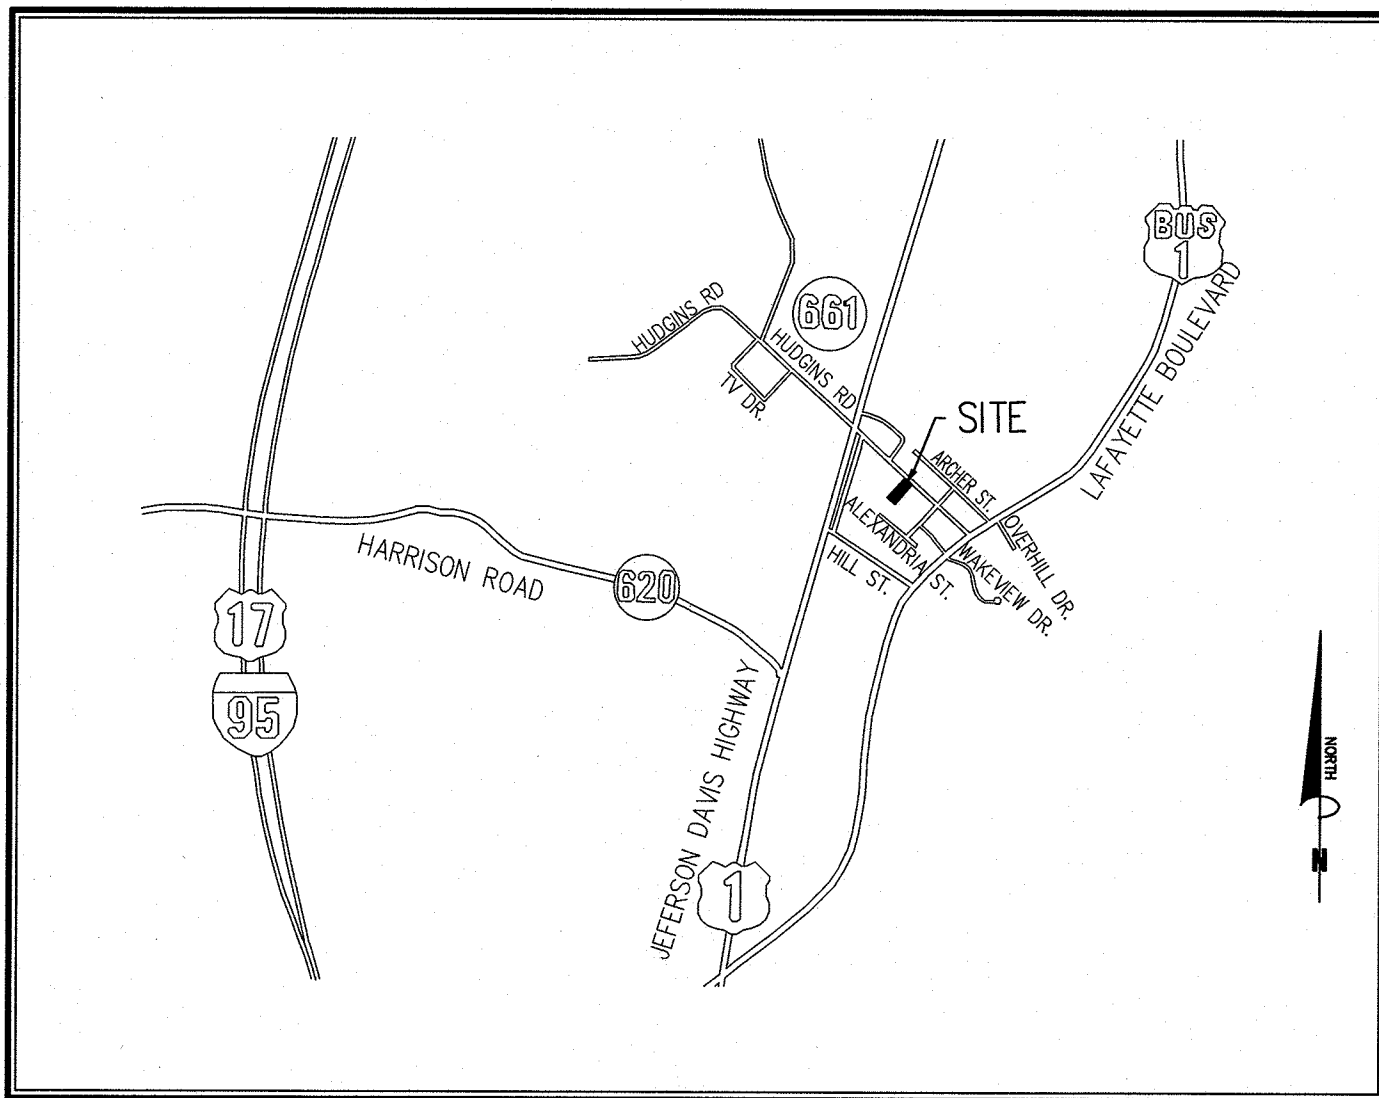 BUS
1
LAFAYETTE BOULEVARD
HUDGINS RD
661
HUDGINS RD
TV DR.
SITE
ARCHER ST.
ALEXANDRIA ST.
OVERHILL DR.
WAKEVIEW DR.
HILL ST.
HARRISON ROAD
620
17
95
JEFERSON DAVIS HIGHWAY
1
NORTH
N